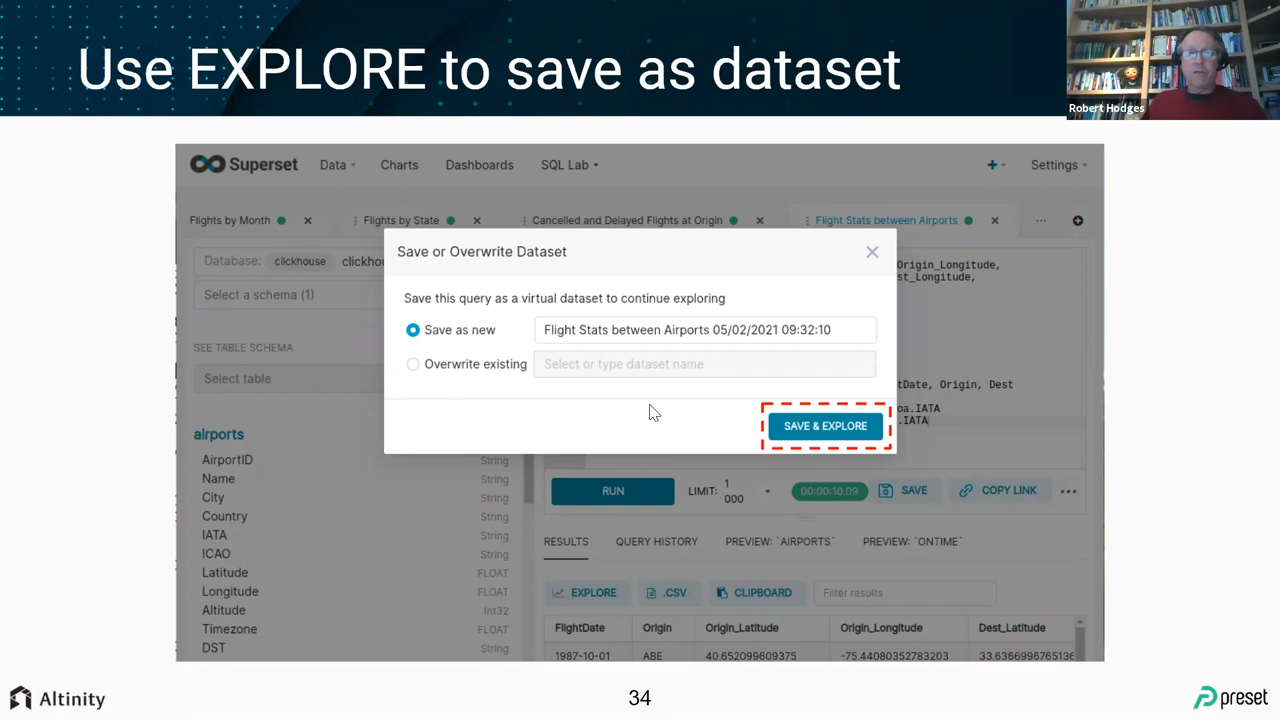 Use EXPLORE to save as dataset
Robert Hodges
Superset Data Charts Dashboards SQL Lab + Settings
Flights by Month Flights by State Cancelled and Delayed Flights at Origin Flight Stats between Airports ...
Database: clickhouse
Select a schema (1)
SEE TABLE SCHEMA
Select table
airports
AirportID String
Name String
City String
Country String
IATA String
ICAO String
Latitude FLOAT
Longitude FLOAT
Altitude Int32
Timezone FLOAT
DST String
Save or Overwrite Dataset
Save this query as a virtual dataset to continue exploring
Save as new Flight Stats between Airports 05/02/2021 09:32:10
Overwrite existing Select or type dataset name
SAVE & EXPLORE
Origin_Longitude,
st_Longitude,
tDate, Origin, Dest
oa.IATA
.IATA
RUN LIMIT: 1 000 00:00:10.09 SAVE COPY LINK ...
RESULTS QUERY HISTORY PREVIEW: `AIRPORTS` PREVIEW: `ONTIME`
EXPLORE .CSV CLIPBOARD Filter results
FlightDate Origin Origin_Latitude Origin_Longitude Dest_Latitude
1987-10-01 ABE 40.652099609375 -75.44080352783203 33.6366996765136
Altinity
34
preset